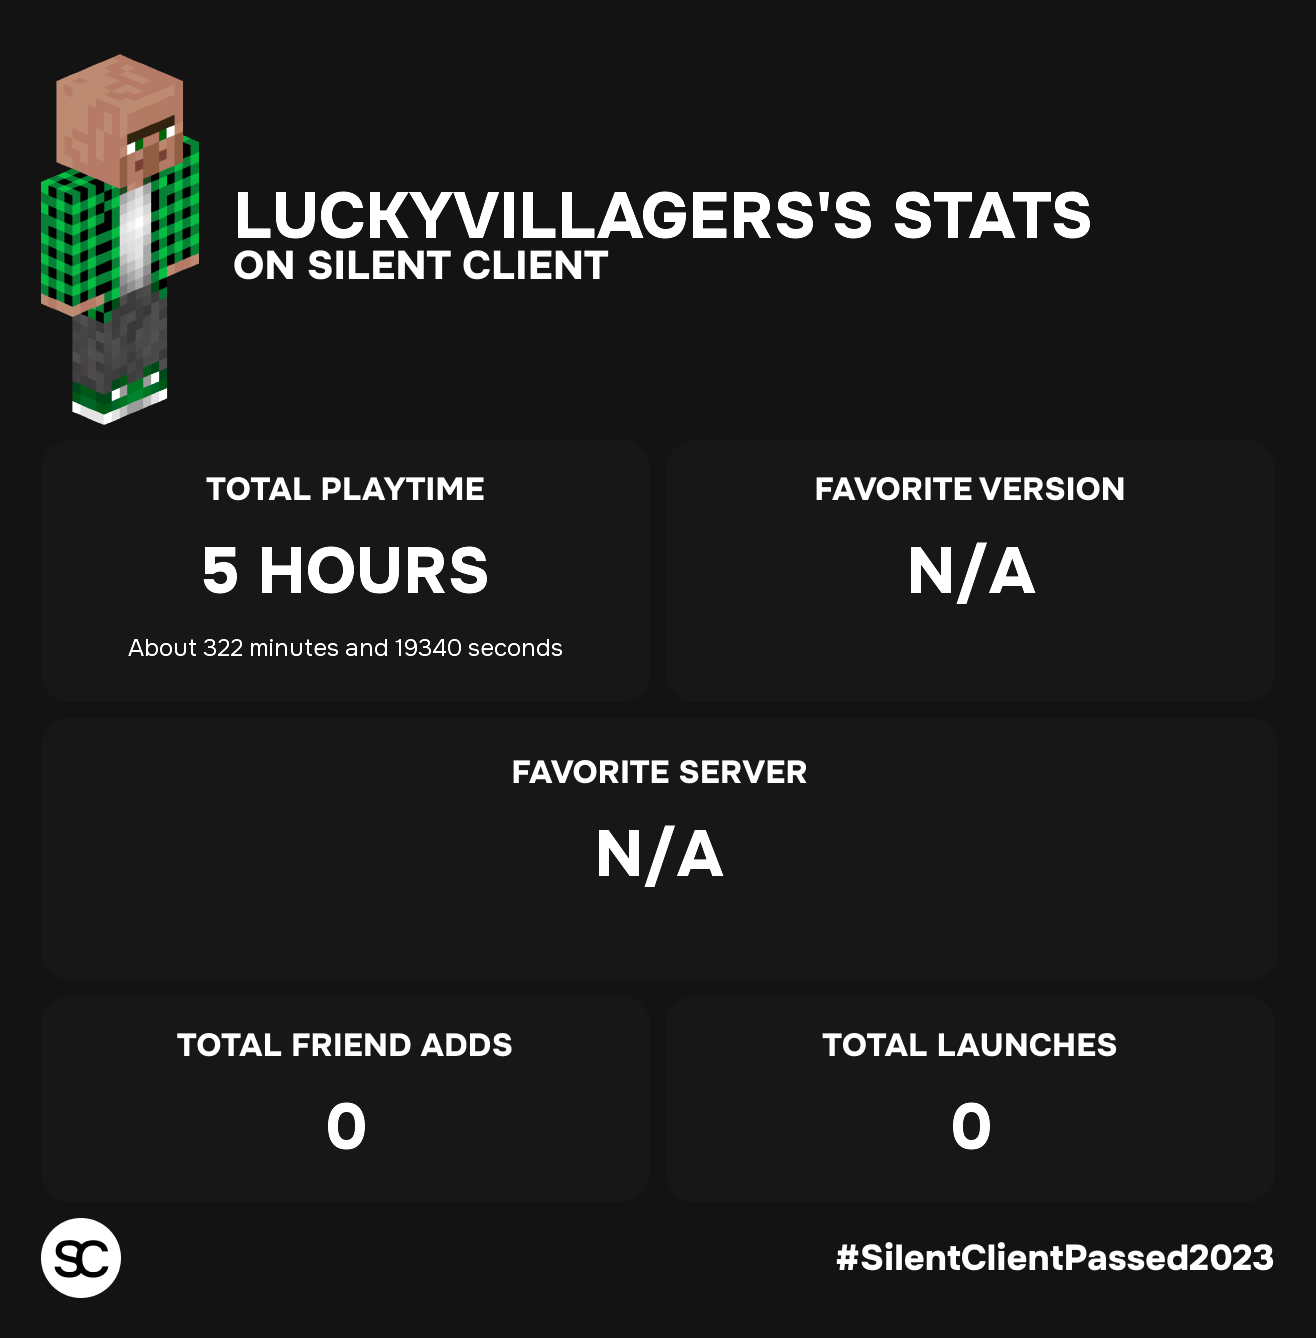 LUCKYVILLAGERS'S STATS
ON SILENT CLIENT
TOTAL PLAYTIME
5 HOURS
About 322 minutes and 19340 seconds
FAVORITE VERSION
N/A
FAVORITE SERVER
N/A
TOTAL FRIEND ADDS
0
TOTAL LAUNCHES
0
SC
#SilentClientPassed2023